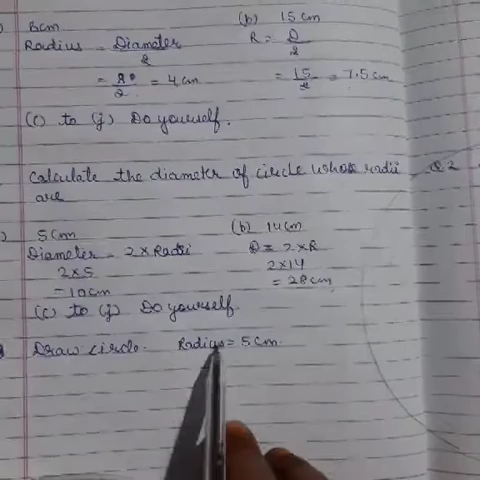 8cm (b) 15cm
Radius = Diameter/2 R = D/2
= 8/2 = 4cm = 15/2 = 7.5cm
(c) to (j) Do yourself.
Calculate the diameter of circle whose radii Q2
are
5cm (b) 14cm
Diameter = 2 × Radii D = 2×R
2×5 2×14
=10cm = 28cm
(c) to (j) Do yourself.
Draw circle. Radius = 5cm.